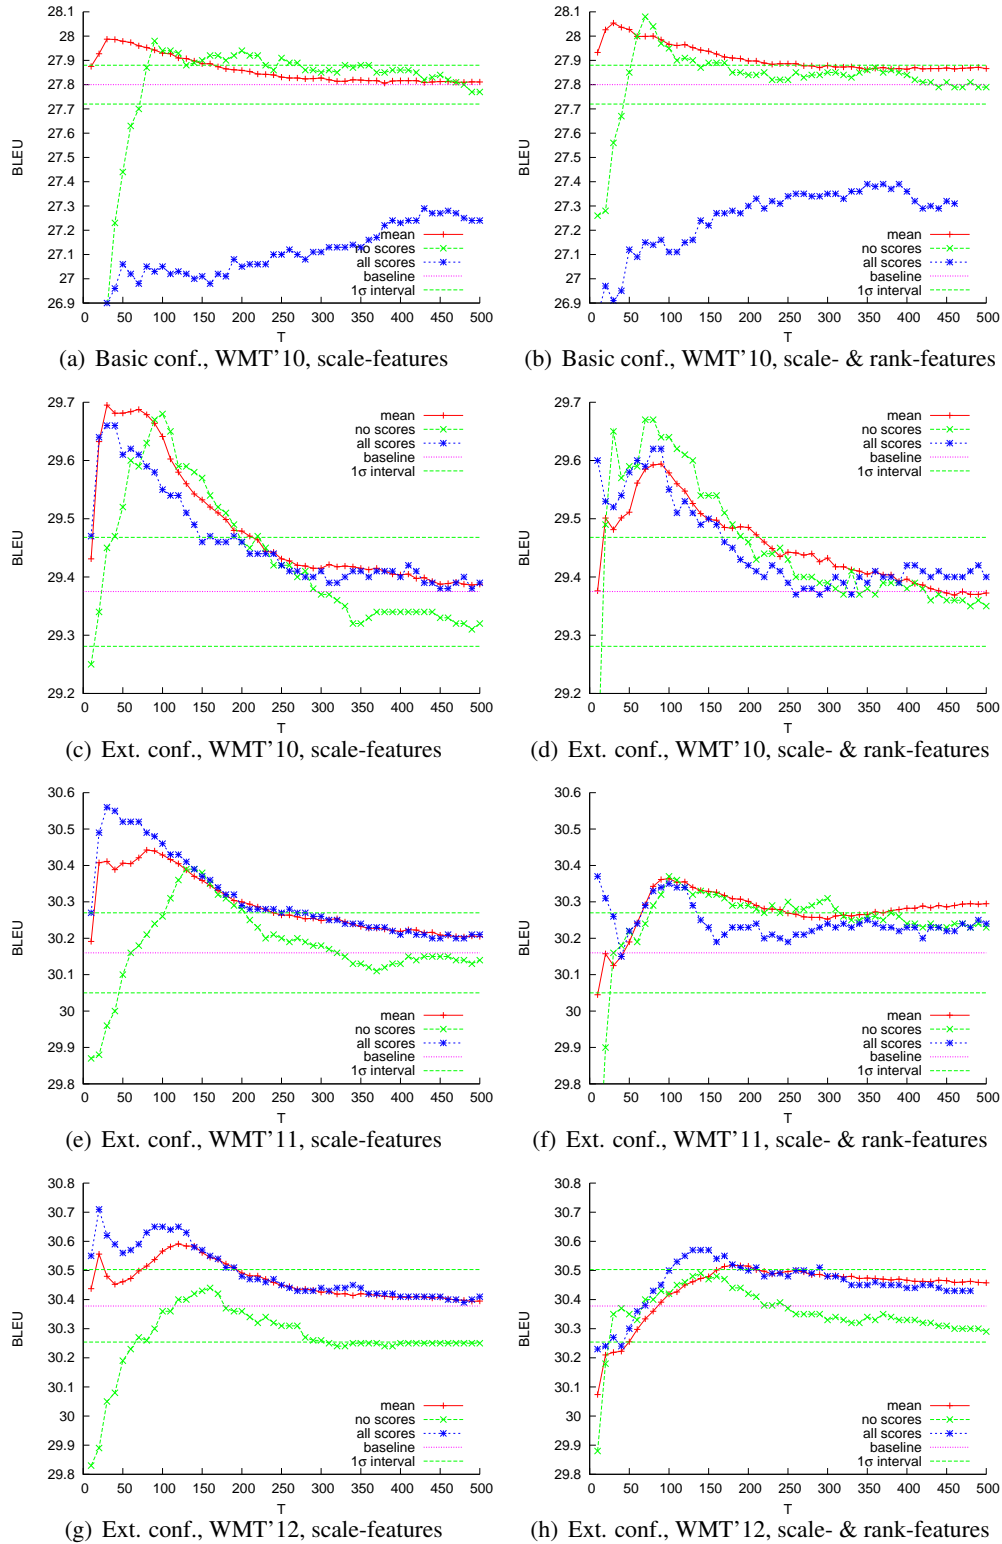 28.1 28 27.9 27.8 27.7 27.6 27.5 27.4 27.3 27.2 27.1 27 26.9
BLEU
mean
no scores
all scores
baseline
1σ interval
0 50 100 150 200 250 300 350 400 450 500
T
(a) Basic conf., WMT'10, scale-features
28.1 28 27.9 27.8 27.7 27.6 27.5 27.4 27.3 27.2 27.1 27 26.9
BLEU
mean
no scores
all scores
baseline
1σ interval
0 50 100 150 200 250 300 350 400 450 500
T
(b) Basic conf., WMT'10, scale- & rank-features
29.7 29.6 29.5 29.4 29.3 29.2
BLEU
mean
no scores
all scores
baseline
1σ interval
0 50 100 150 200 250 300 350 400 450 500
T
(c) Ext. conf., WMT'10, scale-features
29.7 29.6 29.5 29.4 29.3 29.2
BLEU
mean
no scores
all scores
baseline
1σ interval
0 50 100 150 200 250 300 350 400 450 500
T
(d) Ext. conf., WMT'10, scale- & rank-features
30.6 30.5 30.4 30.3 30.2 30.1 30 29.9 29.8
BLEU
mean
no scores
all scores
baseline
1σ interval
0 50 100 150 200 250 300 350 400 450 500
T
(e) Ext. conf., WMT'11, scale-features
30.6 30.5 30.4 30.3 30.2 30.1 30 29.9 29.8
BLEU
mean
no scores
all scores
baseline
1σ interval
0 50 100 150 200 250 300 350 400 450 500
T
(f) Ext. conf., WMT'11, scale- & rank-features
30.8 30.7 30.6 30.5 30.4 30.3 30.2 30.1 30 29.9 29.8
BLEU
mean
no scores
all scores
baseline
1σ interval
0 50 100 150 200 250 300 350 400 450 500
T
(g) Ext. conf., WMT'12, scale-features
30.8 30.7 30.6 30.5 30.4 30.3 30.2 30.1 30 29.9 29.8
BLEU
mean
no scores
all scores
baseline
1σ interval
0 50 100 150 200 250 300 350 400 450 500
T
(h) Ext. conf., WMT'12, scale- & rank-features